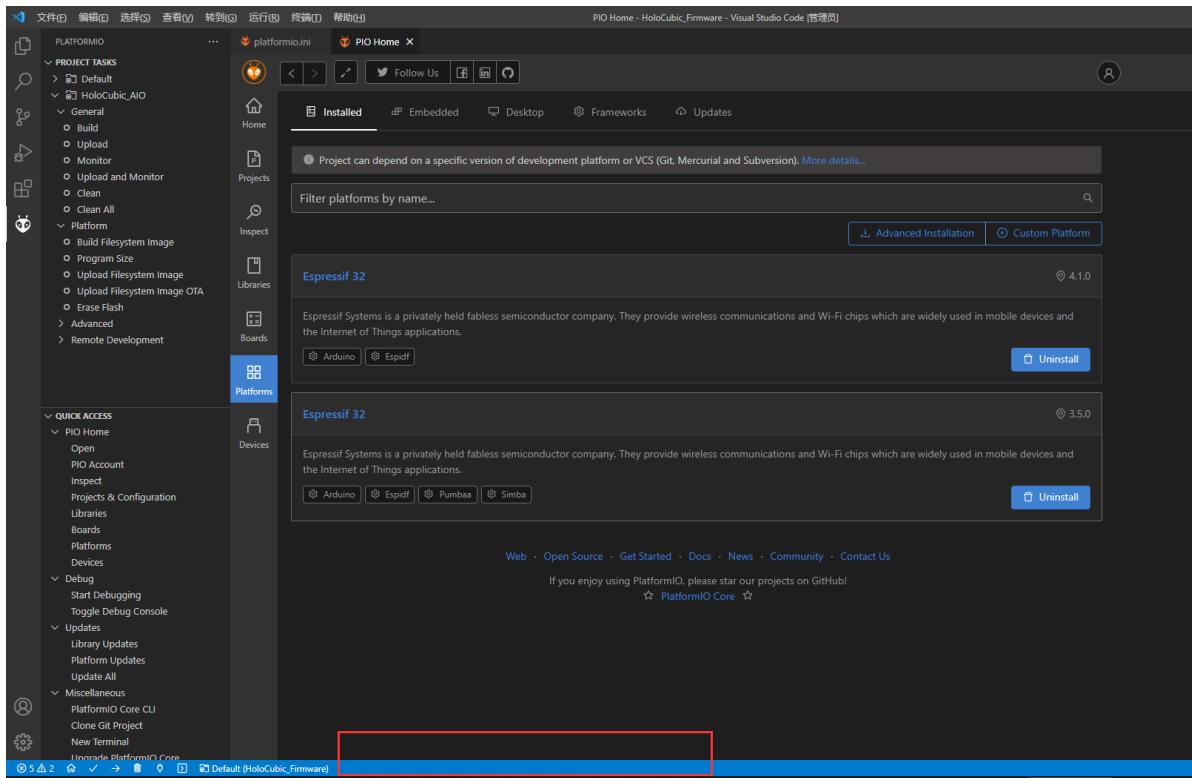 文件(F) 编辑(E) 选择(S) 查看(V) 转到(G) 运行(R) 终端(T) 帮助(H) PIO Home - HoloCubic_Firmware - Visual Studio Code [管理员]
PLATFORMIO ···
PROJECT TASKS
Default
HoloCubic_AIO
General
Build
Upload
Monitor
Upload and Monitor
Clean
Clean All
Platform
Build Filesystem Image
Program Size
Upload Filesystem Image
Upload Filesystem Image OTA
Erase Flash
Advanced
Remote Development
QUICK ACCESS
PIO Home
Open
PIO Account
Inspect
Projects & Configuration
Libraries
Boards
Platforms
Devices
Debug
Start Debugging
Toggle Debug Console
Updates
Library Updates
Platform Updates
Update All
Miscellaneous
PlatformIO Core CLI
Clone Git Project
New Terminal
Upgrade PlatformIO Core
platformio.ini PIO Home
Follow Us
Home
Projects
Inspect
Libraries
Boards
Platforms
Devices
Installed Embedded Desktop Frameworks Updates
Project can depend on a specific version of development platform or VCS (Git, Mercurial and Subversion). More details...
Filter platforms by name...
Advanced Installation Custom Platform
Espressif 32 4.1.0
Espressif Systems is a privately held fabless semiconductor company. They provide wireless communications and Wi-Fi chips which are widely used in mobile devices and
the Internet of Things applications.
Arduino Espidf
Uninstall
Espressif 32 3.5.0
Espressif Systems is a privately held fabless semiconductor company. They provide wireless communications and Wi-Fi chips which are widely used in mobile devices and
the Internet of Things applications.
Arduino Espidf Pumbaa Simba
Uninstall
Web · Open Source · Get Started · Docs · News · Community · Contact Us
If you enjoy using PlatformIO, please star our projects on GitHub!
PlatformIO Core
5 2 Default (HoloCubic_Firmware)